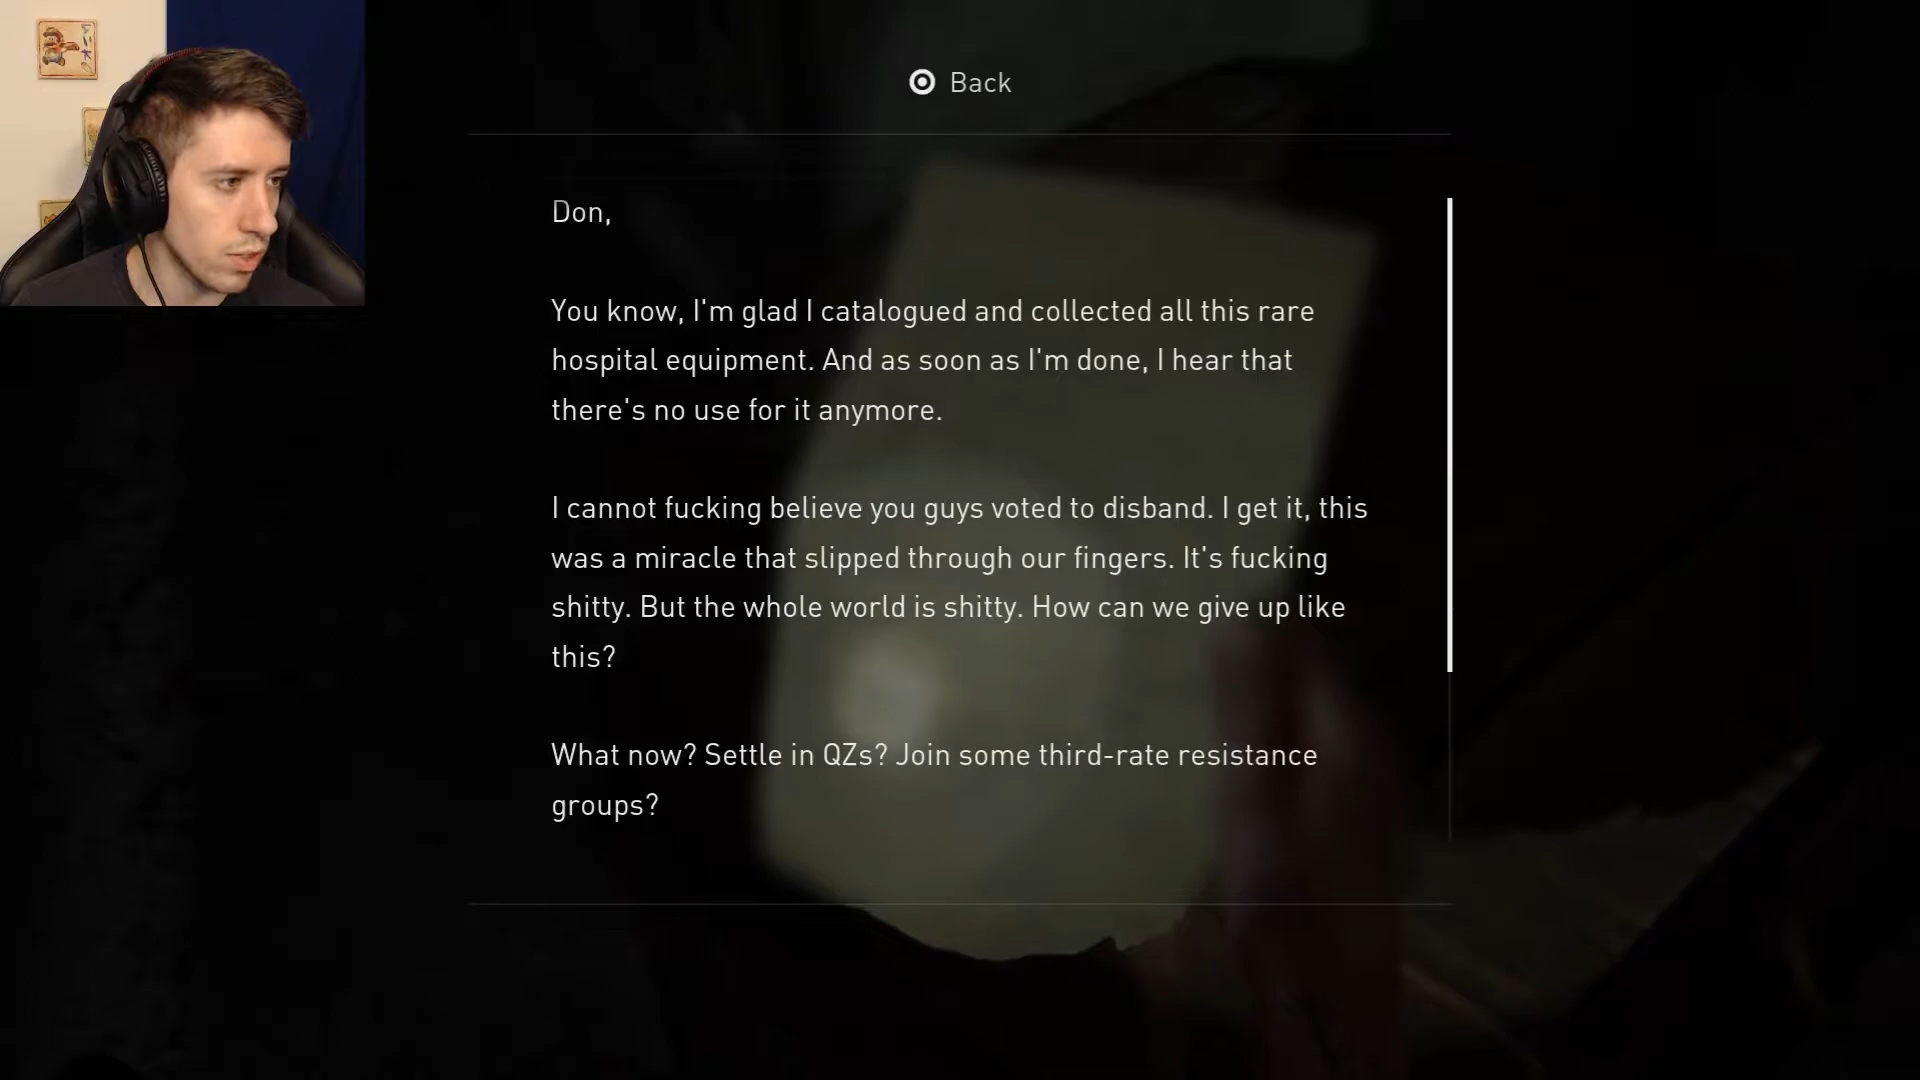 Back
Don,
You know, I'm glad I catalogued and collected all this rare
hospital equipment. And as soon as I'm done, I hear that
there's no use for it anymore.
I cannot fucking believe you guys voted to disband. I get it, this
was a miracle that slipped through our fingers. It's fucking
shitty. But the whole world is shitty. How can we give up like
this?
What now? Settle in QZs? Join some third-rate resistance
groups?